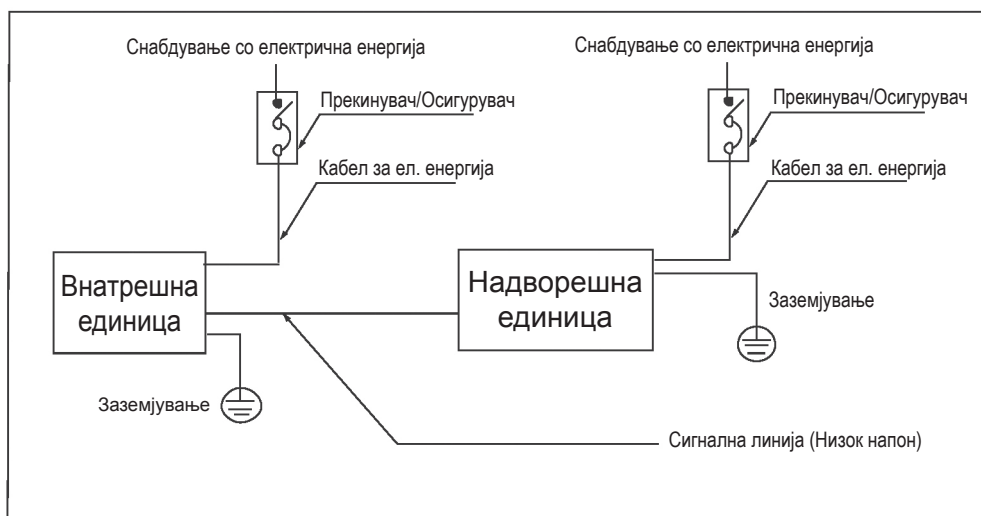 Снабдување со електрична енергија
Снабдување со електрична енергија
Прекинувач/Осигурувач
Прекинувач/Осигурувач
Кабел за ел. енергија
Кабел за ел. енергија
Внатрешна
единица
Надворешна
единица
Заземјување
Заземјување
Сигнална линија (Низок напон)